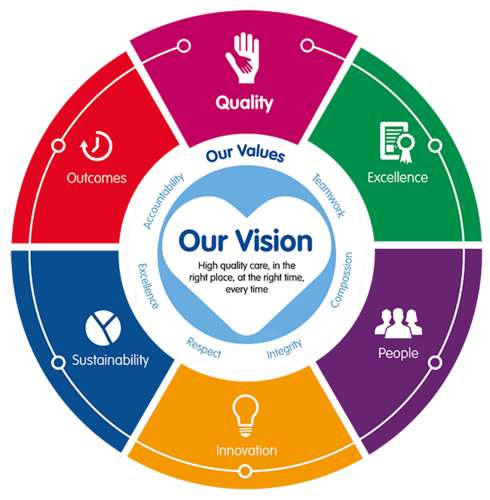 Quality
Outcomes
Excellence
Our Values
Accountability
Teamwork
Our Vision
High quality care, in the
right place, at the right time,
every time
Excellence
Compassion
Respect
Integrity
Sustainability
People
Innovation